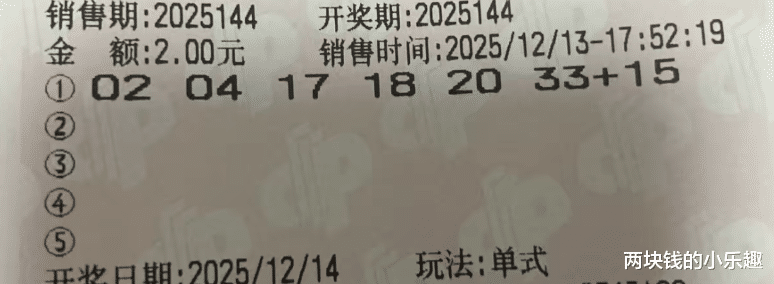 销售期:2025144 开奖期:2025144
金 额:2.00元 销售时间:2025/12/13-17:52:19
① 02 04 17 18 20 33+15
②
③
④
⑤
开奖日期:2025/12/14 玩法:单式
两块钱的小乐趣